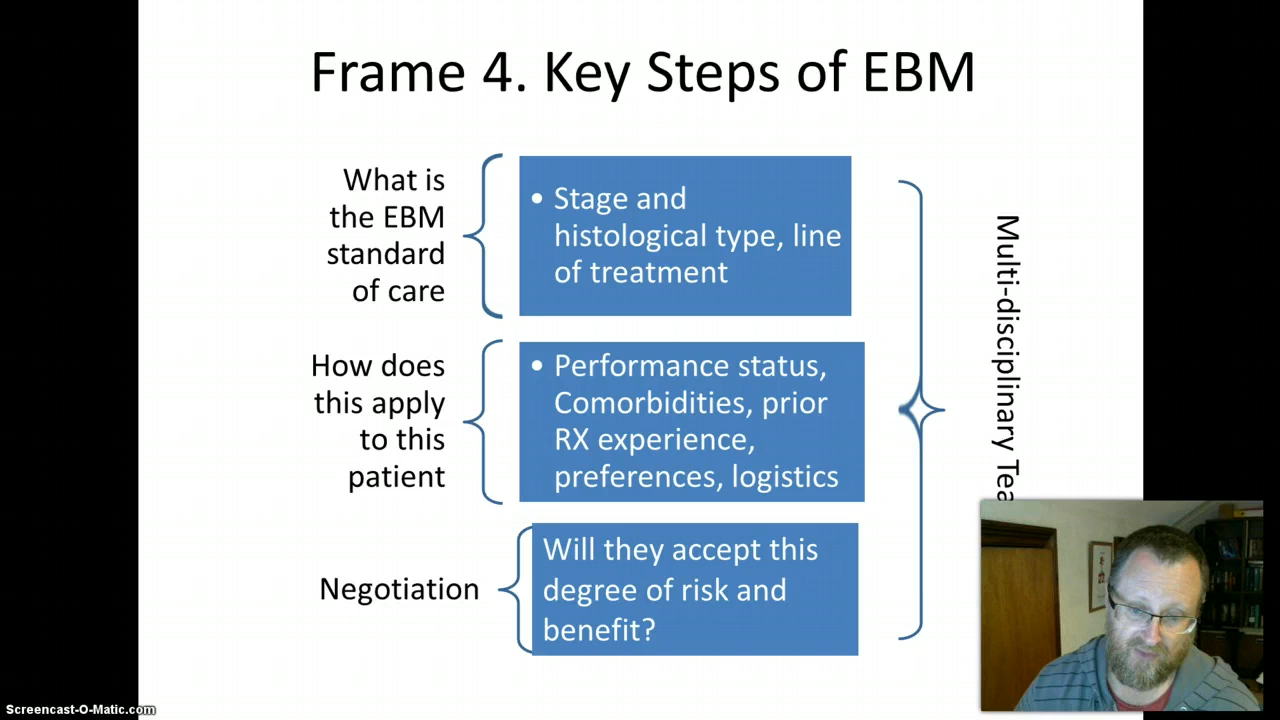 Frame 4. Key Steps of EBM
What is
the EBM
standard
of care
• Stage and
histological type, line
of treatment
How does
this apply
to this
patient
• Performance status,
Comorbidities, prior
RX experience,
preferences, logistics
Negotiation
Will they accept this
degree of risk and
benefit?
Multi-disciplinary Tea
Screencast-O-Matic.com